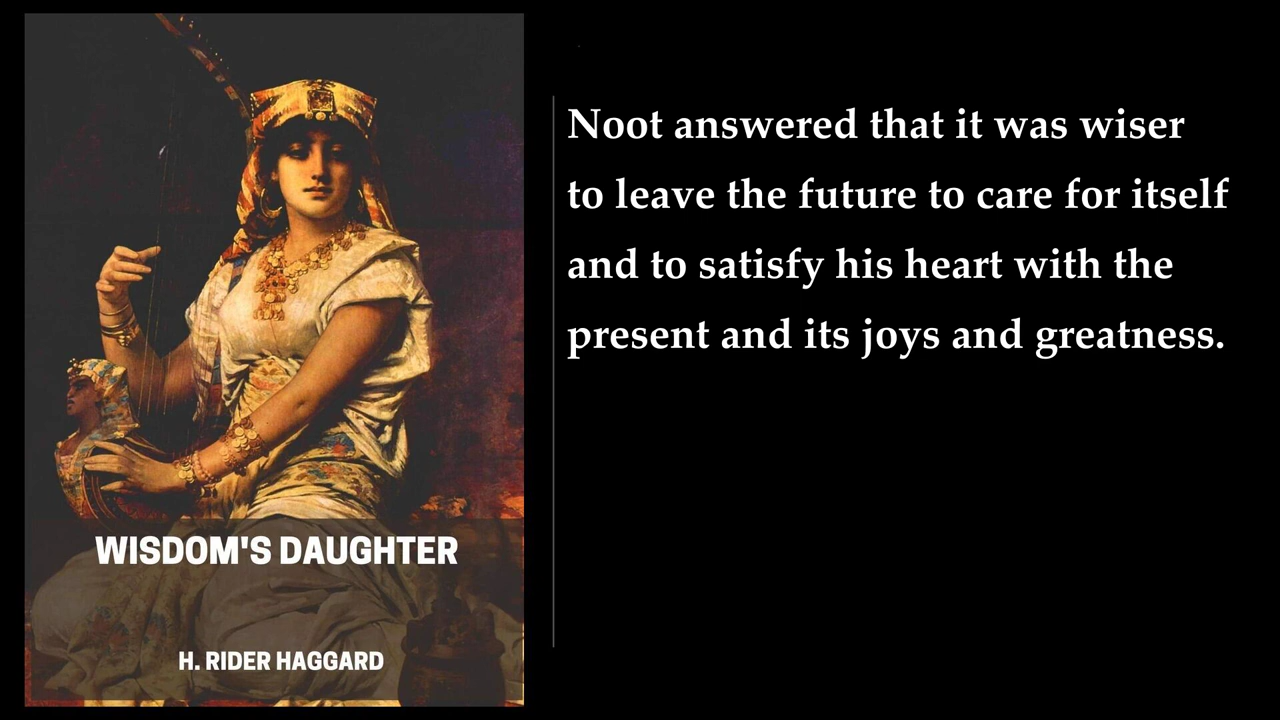 WISDOM'S DAUGHTER
H. RIDER HAGGARD
Noot answered that it was wiser
to leave the future to care for itself
and to satisfy his heart with the
present and its joys and greatness.